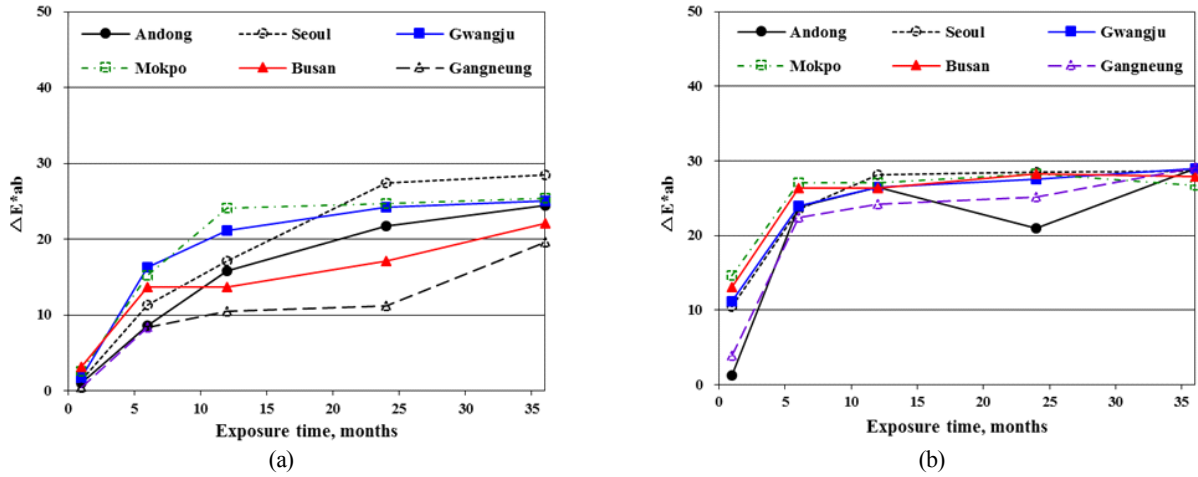 50
40
30
20
10
0
Andong
Seoul
Gwangju
Mokpo
Busan
Gangneung
△E*ab
0 5 10 15 20 25 30 35
Exposure time, months
(a)
50
40
30
20
10
0
Andong
Seoul
Gwangju
Mokpo
Busan
Gangneung
△E*ab
0 5 10 15 20 25 30 35
Exposure time, months
(b)